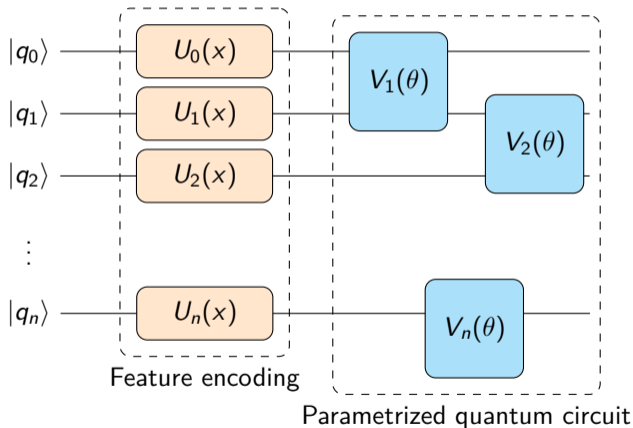 |q₀⟩ U₀(x)
V₁(θ)
|q₁⟩ U₁(x)
V₂(θ)
|q₂⟩ U₂(x)
⋮
|qₙ⟩ Uₙ(x)
Vₙ(θ)
Feature encoding
Parametrized quantum circuit